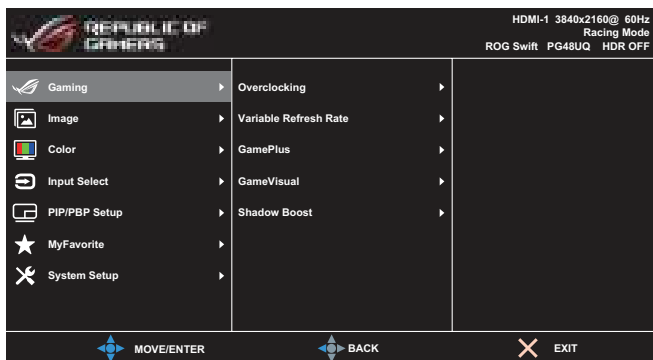 REPUBLIC OF
GAMERS
HDMI-1 3840x2160@ 60Hz
Racing Mode
ROG Swift PG48UQ HDR OFF
Gaming
Image
Color
Input Select
PIP/PBP Setup
MyFavorite
System Setup
Overclocking
Variable Refresh Rate
GamePlus
GameVisual
Shadow Boost
MOVE/ENTER
BACK
EXIT